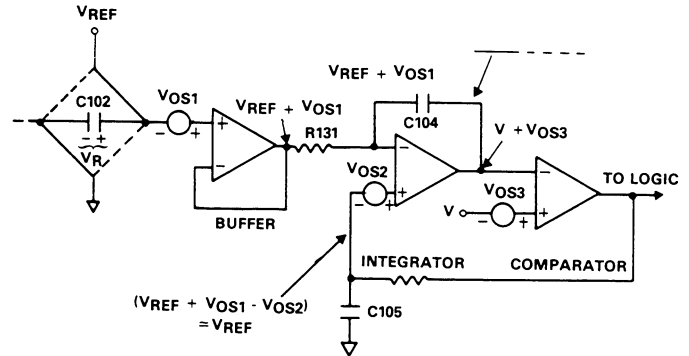 VREF
C102
- +
VR
VOS1
- +
+
-
BUFFER
VREF + VOS1
R131
VREF + VOS1
C104
-
+
VOS2
- +
INTEGRATOR
V + VOS3
-
+
VOS3
V
- +
COMPARATOR
TO LOGIC
(VREF + VOS1 - VOS2)
≃ VREF
C105